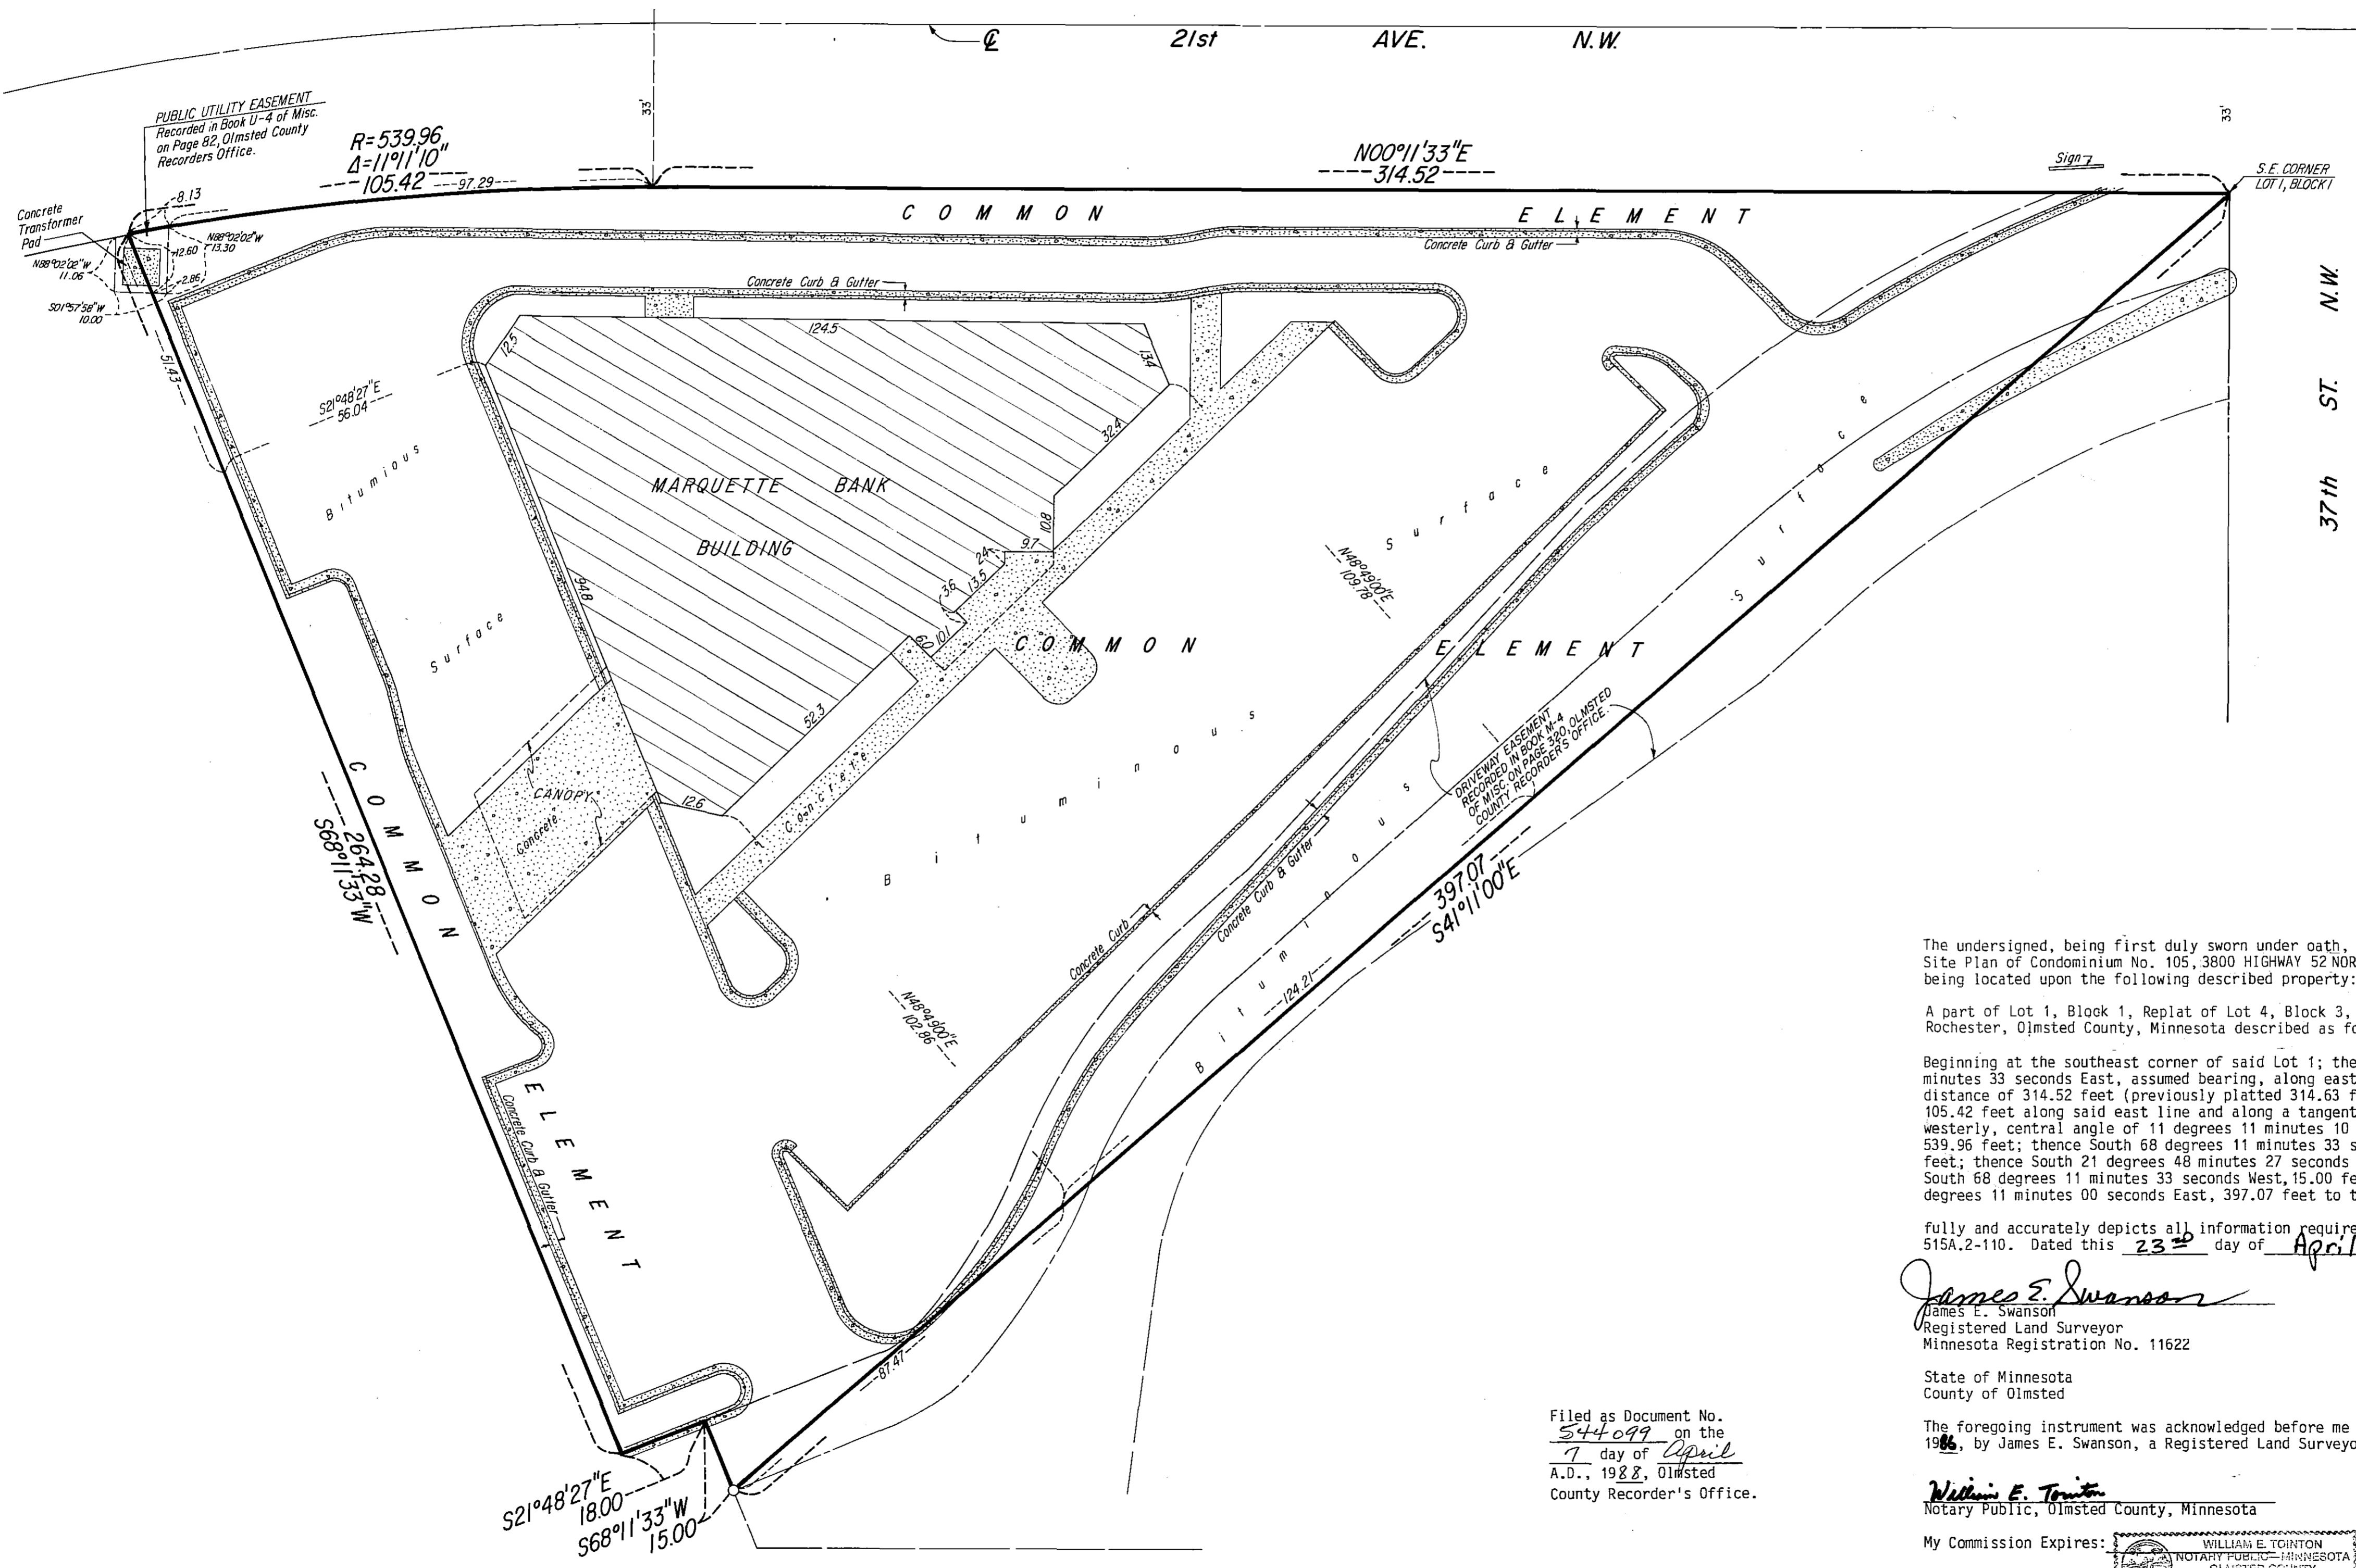 ℄ 21st AVE. N.W.
PUBLIC UTILITY EASEMENT
Recorded in Book U-4 of Misc.
on Page 82, Olmsted County
Recorders Office.
R=539.96
Δ=11°11'10"
105.42
97.29
33'
N00°11'33"E
314.52
33'
Sign
S.E. CORNER
LOT 1, BLOCK 1
Concrete
Transformer
Pad
8.13
N88°02'02"W
13.30
12.60
2.86
N88°02'02"W
11.06
S01°57'58"W
10.00
51.43
COMMON ELEMENT
Concrete Curb & Gutter
Concrete Curb & Gutter
37th ST. N.W.
S21°48'27"E
56.04
Bitumious Surface
12.5
124.5
13.4
32.4
10.8
9.7
2.4
13.5
3.6
10.1
6.0
52.3
12.6
94.8
MARQUETTE BANK
BUILDING
COMMON ELEMENT
N48°49'00"E
109.78
Bituminous Surface
Bituminous Surface
DRIVEWAY EASEMENT
RECORDED IN BOOK M-4
OF MISC. ON PAGE 320, OLMSTED
COUNTY RECORDER'S OFFICE.
CANOPY
Concrete
Concrete
COMMON ELEMENT
264.28
S68°11'33"W
Concrete Curb
Concrete Curb & Gutter
397.07
S41°11'00"E
124.21
N48°49'00"E
102.86
Concrete Curb & Gutter
87.47
S21°48'27"E
18.00
S68°11'33"W
15.00
Filed as Document No.
544099 on the
7 day of April
A.D., 1988, Olmsted
County Recorder's Office.
The undersigned, being first duly sworn under oath,
Site Plan of Condominium No. 105, 3800 HIGHWAY 52 NOR
being located upon the following described property:
A part of Lot 1, Block 1, Replat of Lot 4, Block 3,
Rochester, Olmsted County, Minnesota described as fo
Beginning at the southeast corner of said Lot 1; the
minutes 33 seconds East, assumed bearing, along east
distance of 314.52 feet (previously platted 314.63 f
105.42 feet along said east line and along a tangent
westerly, central angle of 11 degrees 11 minutes 10
539.96 feet; thence South 68 degrees 11 minutes 33 s
feet; thence South 21 degrees 48 minutes 27 seconds
South 68 degrees 11 minutes 33 seconds West, 15.00 fe
degrees 11 minutes 00 seconds East, 397.07 feet to t
fully and accurately depicts all information require
515A.2-110. Dated this 23rd day of April
James E. Swanson
James E. Swanson
Registered Land Surveyor
Minnesota Registration No. 11622
State of Minnesota
County of Olmsted
The foregoing instrument was acknowledged before me
1986, by James E. Swanson, a Registered Land Surveyo
William E. Tointon
Notary Public, Olmsted County, Minnesota
My Commission Expires:
WILLIAM E. TOINTON
NOTARY PUBLIC—MINNESOTA
OLMSTED COUNTY